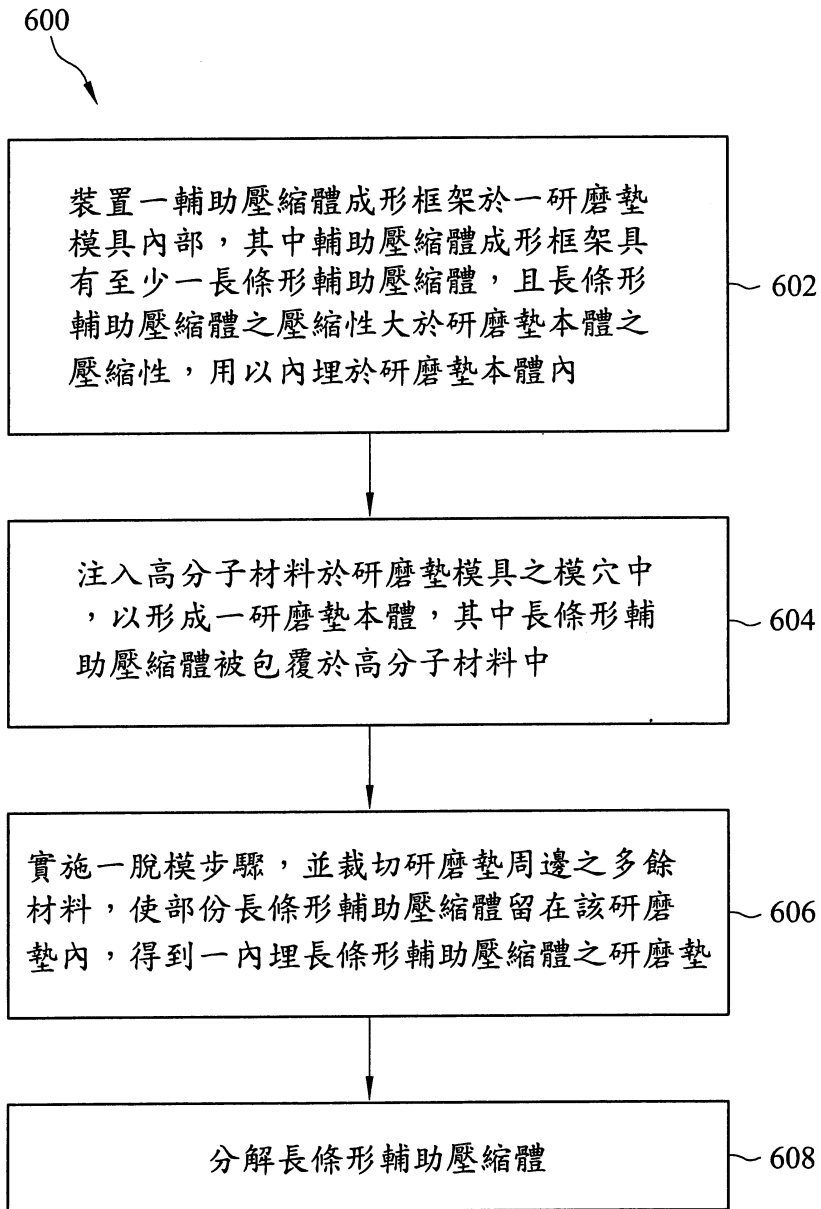 600
裝置一輔助壓縮體成形框架於一研磨墊
模具內部，其中輔助壓縮體成形框架具
有至少一長條形輔助壓縮體，且長條形
輔助壓縮體之壓縮性大於研磨墊本體之
壓縮性，用以內埋於研磨墊本體內
602
注入高分子材料於研磨墊模具之模穴中
，以形成一研磨墊本體，其中長條形輔
助壓縮體被包覆於高分子材料中
604
實施一脫模步驟，並裁切研磨墊周邊之多餘
材料，使部份長條形輔助壓縮體留在該研磨
墊內，得到一內埋長條形輔助壓縮體之研磨墊
606
分解長條形輔助壓縮體
608